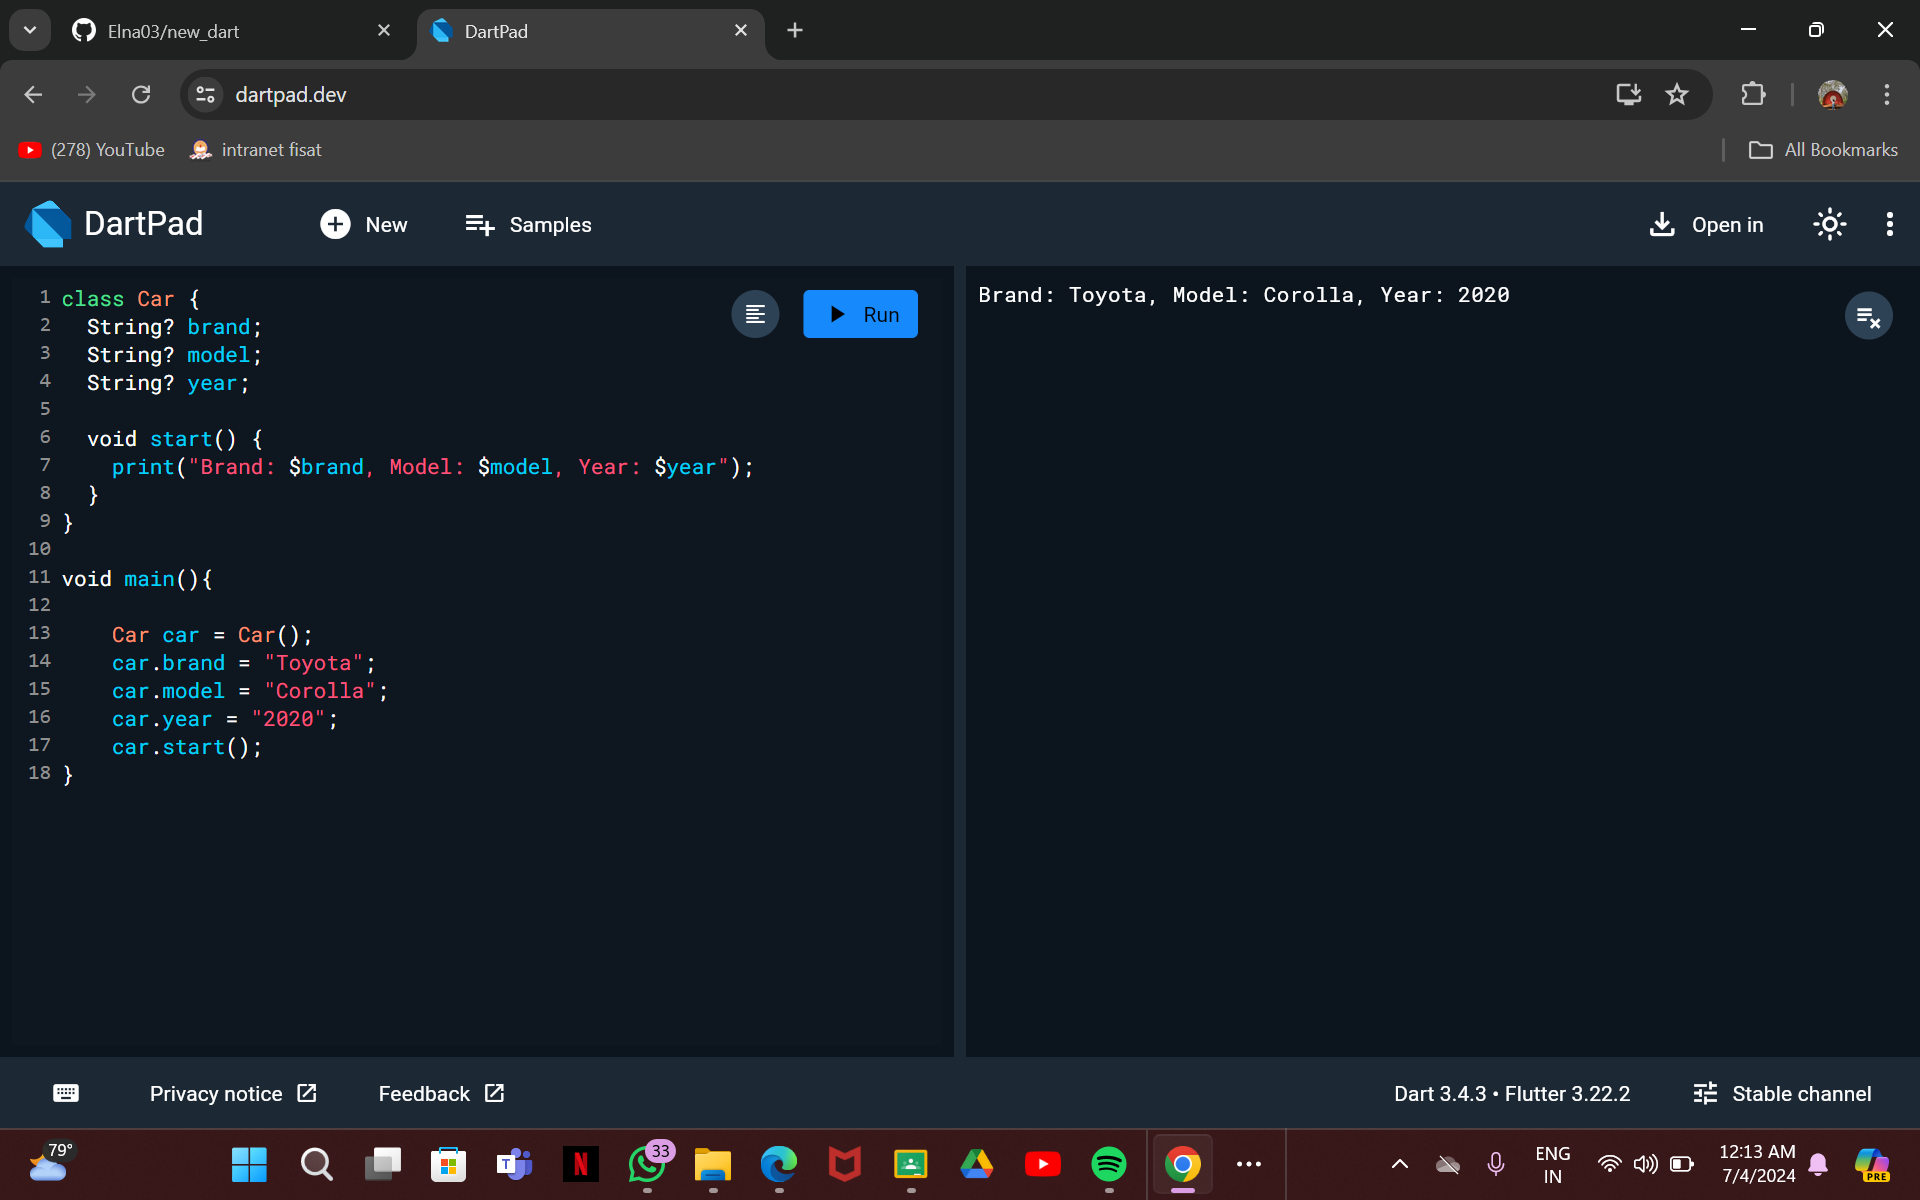 Elna03/new_dart
DartPad
dartpad.dev
(278) YouTube
intranet fisat
All Bookmarks
DartPad
New
Samples
Open in
1 class Car {
2 String? brand;
3 String? model;
4 String? year;
5
6 void start() {
7 print("Brand: $brand, Model: $model, Year: $year");
8 }
9 }
10
11 void main(){
12
13 Car car = Car();
14 car.brand = "Toyota";
15 car.model = "Corolla";
16 car.year = "2020";
17 car.start();
18 }
Run
Brand: Toyota, Model: Corolla, Year: 2020
Privacy notice
Feedback
Dart 3.4.3 • Flutter 3.22.2
Stable channel
79°
T
N
33
ENG
IN
12:13 AM
7/4/2024
PRE